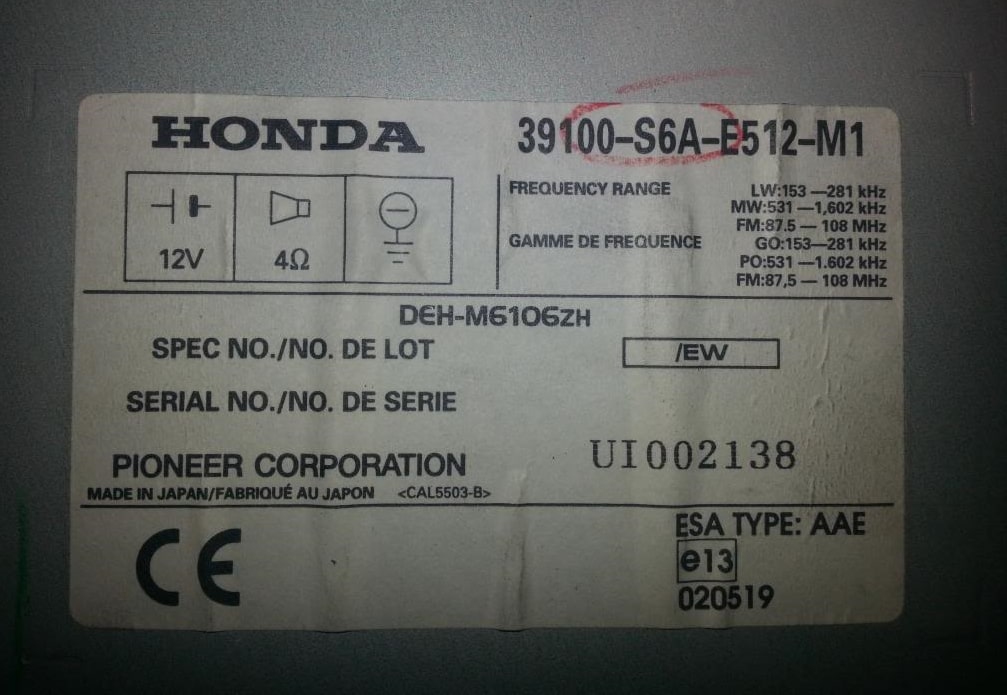 HONDA
39100-S6A-E512-M1
12V
4Ω
FREQUENCY RANGE
LW:153 —281 kHz
MW:531 —1,602 kHz
FM:87.5 — 108 MHz
GAMME DE FREQUENCE
GO:153—281 kHz
PO:531 —1.602 kHz
FM:87,5 — 108 MHz
DEH-M6106ZH
SPEC NO./NO. DE LOT
/EW
SERIAL NO./NO. DE SERIE
UI002138
PIONEER CORPORATION
MADE IN JAPAN/FABRIQUÉ AU JAPON <CAL5503-B>
CE
ESA TYPE: AAE
e13
020519